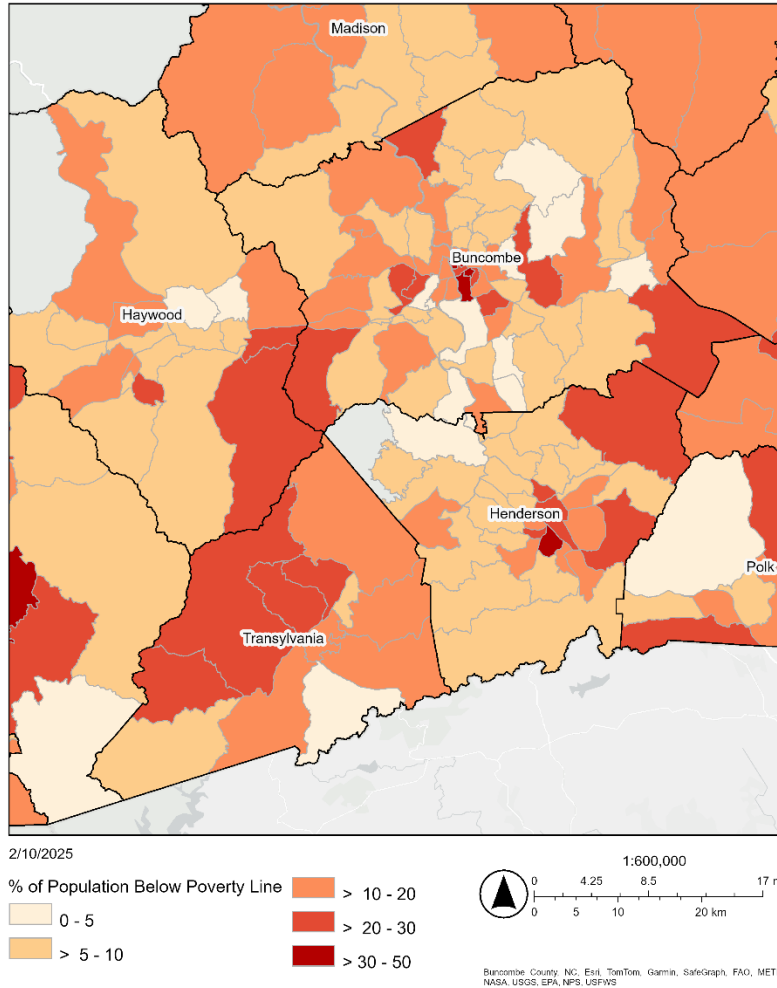 Madison
Buncombe
Haywood
Henderson
Polk
Transylvania
2/10/2025
% of Population Below Poverty Line
0 - 5
> 5 - 10
> 10 - 20
> 20 - 30
> 30 - 50
1:600,000
0 4.25 8.5 17 m
0 5 10 20 km
Buncombe County, NC, Esri, TomTom, Garmin, SafeGraph, FAO, MET
NASA, USGS, EPA, NPS, USFWS